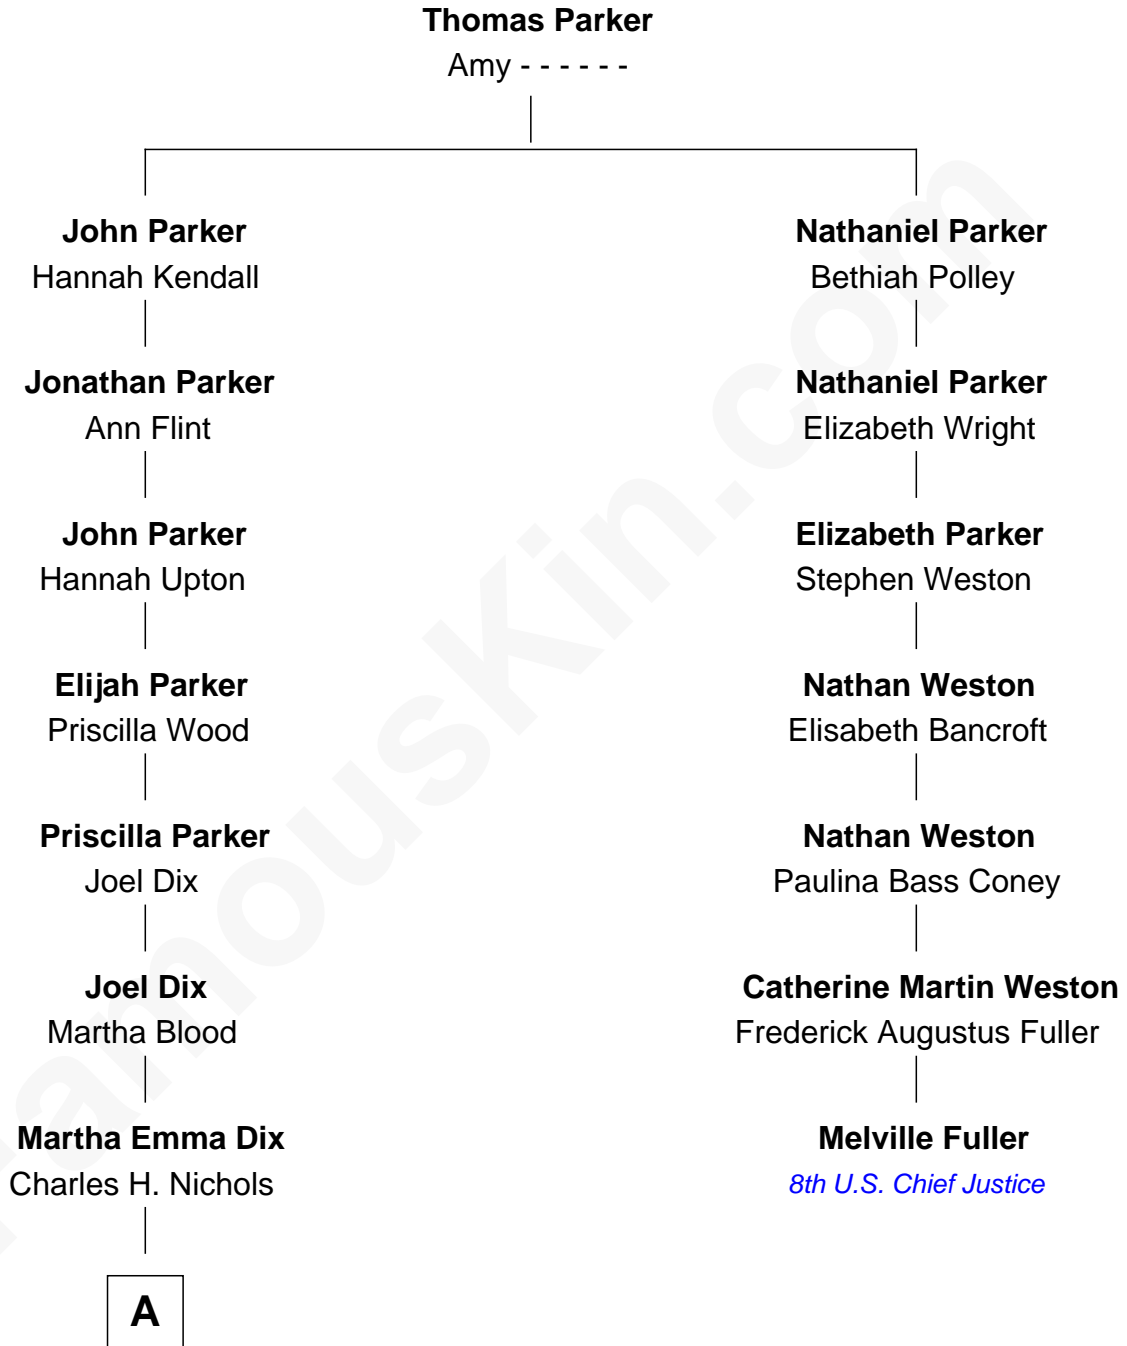 Thomas Parker
Amy - - - - - -
John Parker
Hannah Kendall
Nathaniel Parker
Bethiah Polley
Jonathan Parker
Ann Flint
Nathaniel Parker
Elizabeth Wright
John Parker
Hannah Upton
Elizabeth Parker
Stephen Weston
Elijah Parker
Priscilla Wood
Nathan Weston
Elisabeth Bancroft
Priscilla Parker
Joel Dix
Nathan Weston
Paulina Bass Coney
Joel Dix
Martha Blood
Catherine Martin Weston
Frederick Augustus Fuller
Martha Emma Dix
Charles H. Nichols
Melville Fuller
8th U.S. Chief Justice
A
FamousKin.com